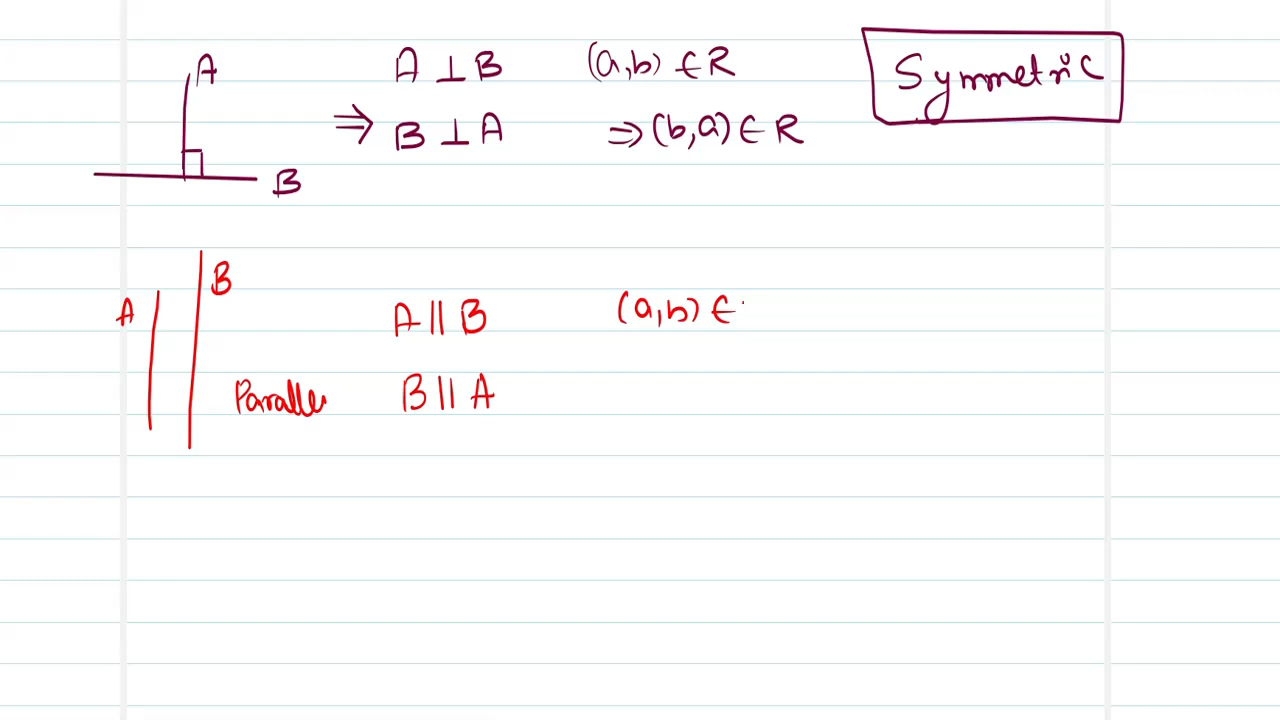 A
B
A ⊥ B (a,b) ∈ R
⇒ B ⊥ A ⇒ (b,a) ∈ R
Symmetric
A
B
A || B (a,b) ∈
Paralle B || A